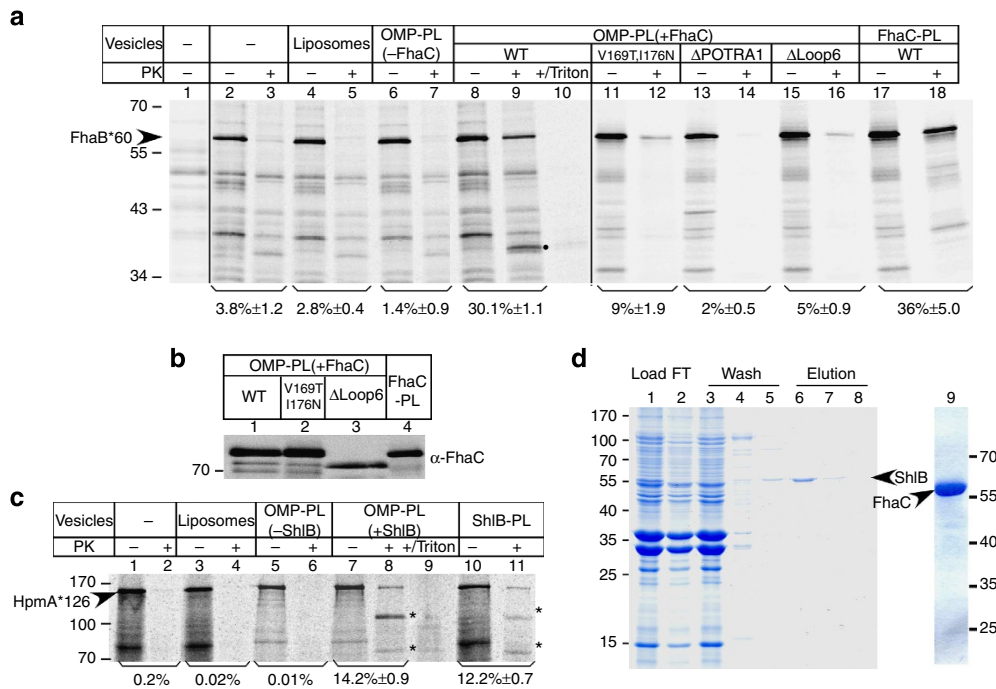 a
Vesicles – – Liposomes OMP-PL (–FhaC) OMP-PL(+FhaC) FhaC-PL
WT V169T,I176N ΔPOTRA1 ΔLoop6 WT
PK – – + – + – + – + +/Triton – + – + – + – +
1 2 3 4 5 6 7 8 9 10 11 12 13 14 15 16 17 18
70
FhaB*60
55
43
34
•
3.8%±1.2 2.8%±0.4 1.4%±0.9 30.1%±1.1 9%±1.9 2%±0.5 5%±0.9 36%±5.0
b
OMP-PL(+FhaC) FhaC -PL
WT V169T I176N ΔLoop6
1 2 3 4
α-FhaC
70
c
Vesicles – Liposomes OMP-PL (–ShlB) OMP-PL (+ShlB) ShlB-PL
PK – + – + – + – + +/Triton – +
1 2 3 4 5 6 7 8 9 10 11
170
HpmA*126
100
70
* * * *
0.2% 0.02% 0.01% 14.2%±0.9 12.2%±0.7
d
Load FT Wash Elution
1 2 3 4 5 6 7 8 9
170
100
70
55
40
35
25
15
ShlB
FhaC
70
55
40
35
25